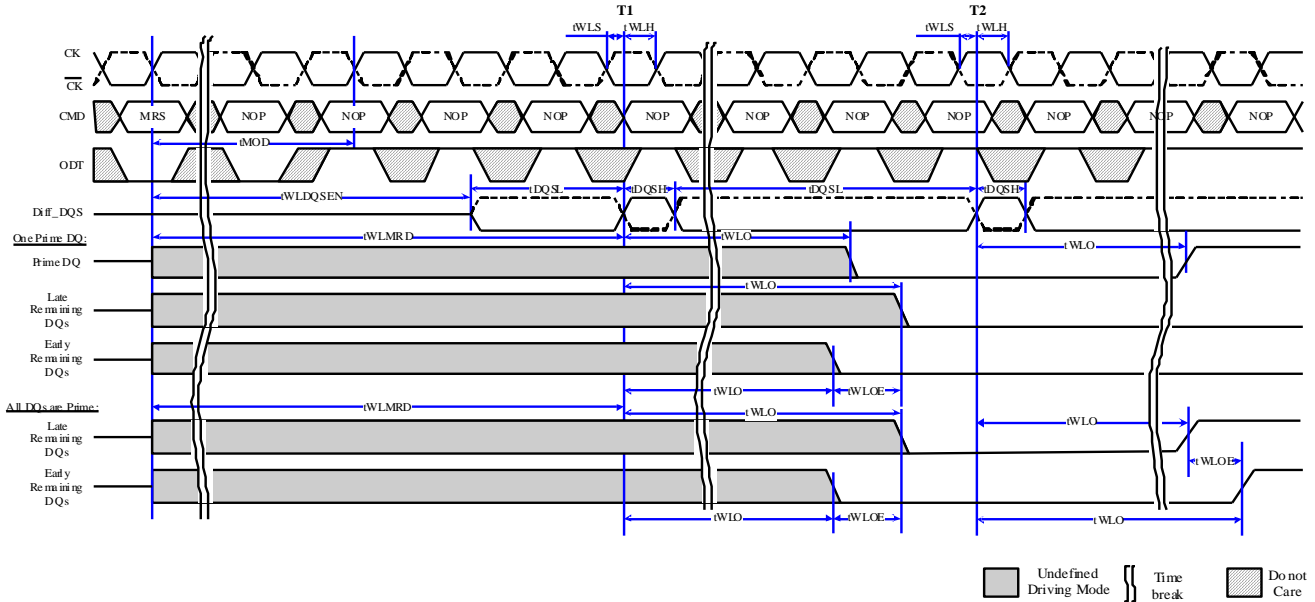 T1 T2
tWLS tWLH tWLS tWLH
CK
CK
CMD MRS NOP NOP NOP NOP NOP NOP NOP NOP NOP NOP NOP
tMOD
ODT
tDQSL tDQSH tDQSL tDQSH
tWLDQSEN
Diff_DQS
One Prime DQ:
tWLMRD tWLO
tWLO
Prime DQ
tWLO
Late
Remaining
DQs
Early
Remaining
DQs
tWLO tWLOE
All DQs are Prime:
tWLMRD tWLO
tWLO
Late
Remaining
DQs
tWLOE
Early
Remaining
DQs
tWLO tWLOE tWLO
Undefined
Driving Mode
Time
break
Do not
Care